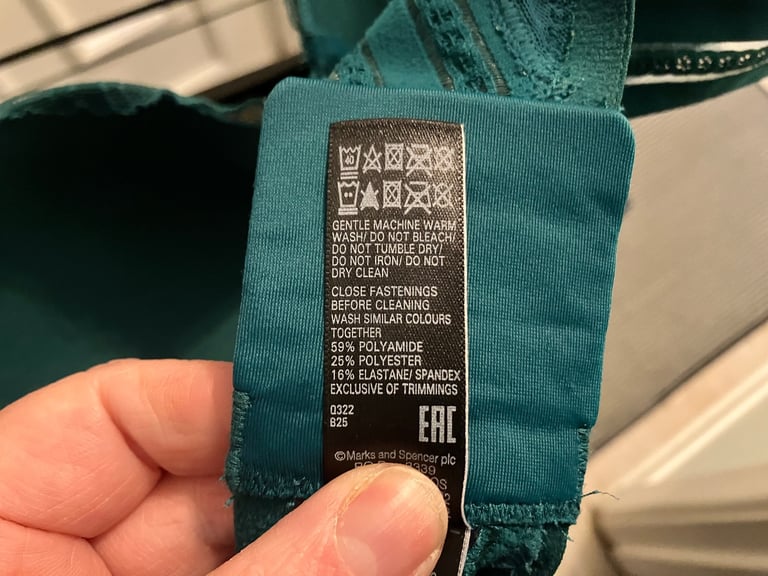 40
GENTLE MACHINE WARM
WASH/ DO NOT BLEACH/
DO NOT TUMBLE DRY/
DO NOT IRON/ DO NOT
DRY CLEAN
CLOSE FASTENINGS
BEFORE CLEANING
WASH SIMILAR COLOURS
TOGETHER
59% POLYAMIDE
25% POLYESTER
16% ELASTANE/ SPANDEX
EXCLUSIVE OF TRIMMINGS
Q322
B25
EAC
©Marks and Spencer plc